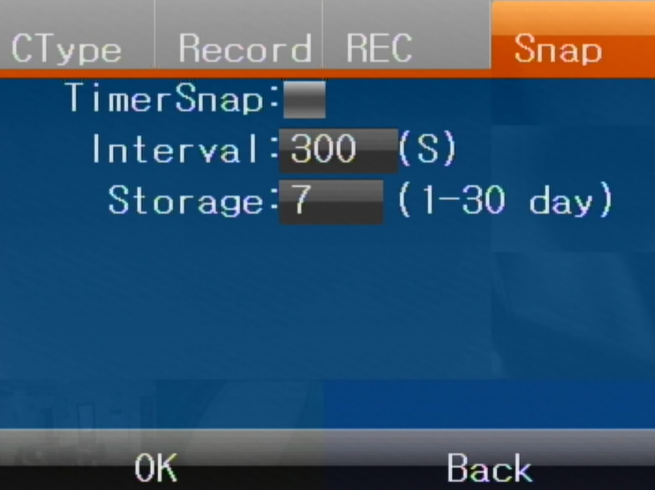 CType Record REC Snap
TimerSnap:
Interval: 300 (S)
Storage: 7 (1-30 day)
OK Back